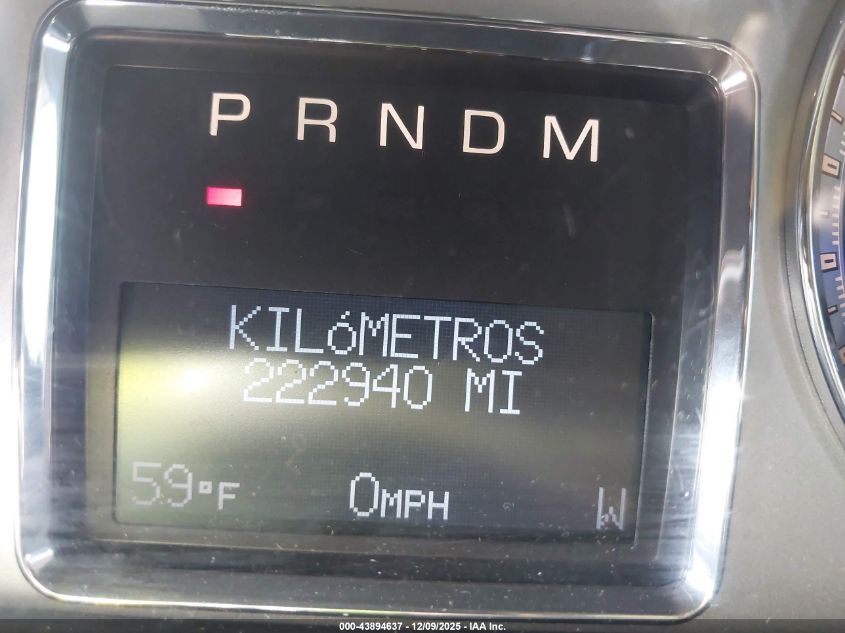 P R N D M
KILóMETROS
222940 MI
59°F 0MPH W
000-43894637 - 12/09/2025 - IAA Inc.